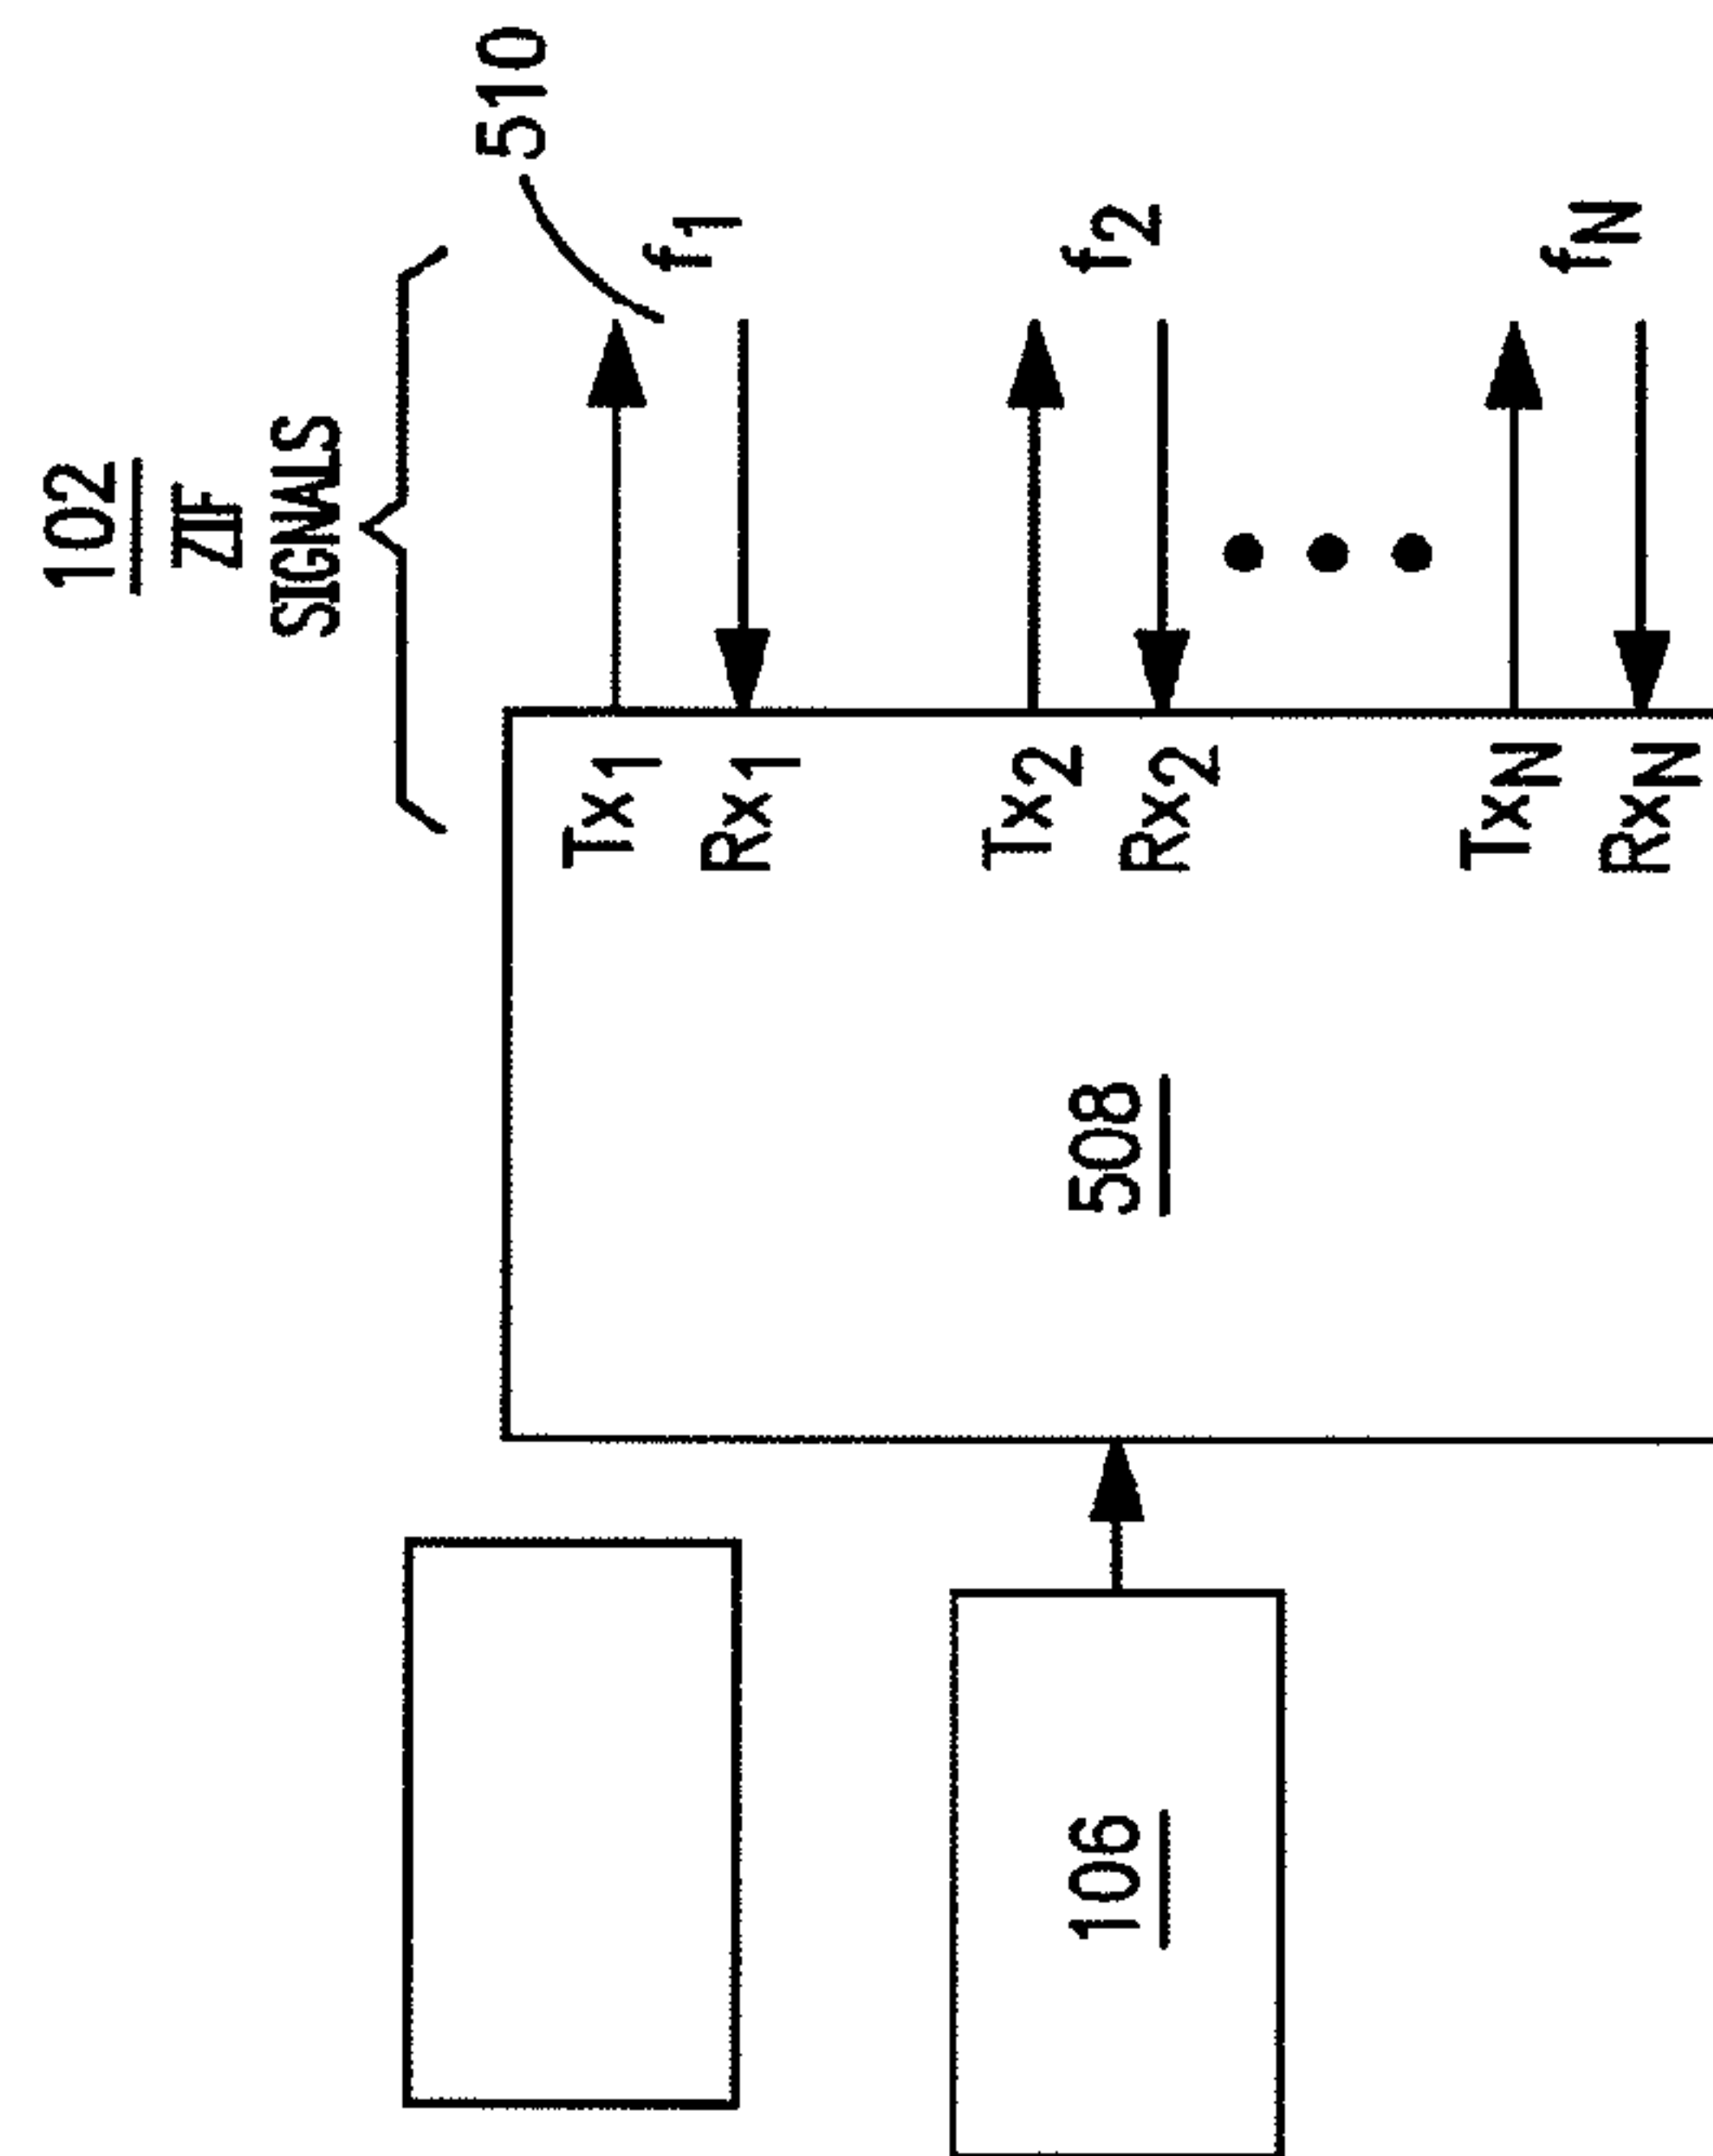 102
ZIF
SIGNALS
510
f1
Tx1
Rx1
f2
Tx2
Rx2
fN
TxN
RxN
508
106